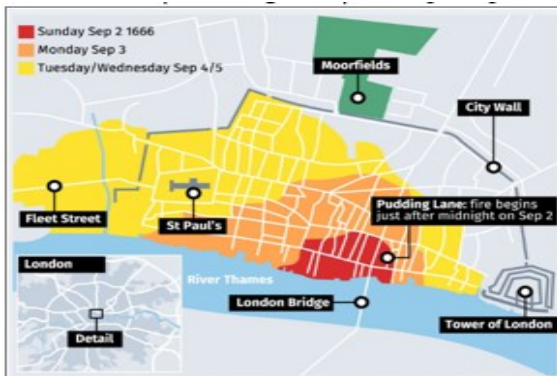 Sunday Sep 2 1666
Monday Sep 3
Tuesday/Wednesday Sep 4/5
Moorfields
City Wall
Pudding Lane: fire begins
just after midnight on Sep 2
Fleet Street
St Paul's
London
River Thames
London Bridge
Detail
Tower of London